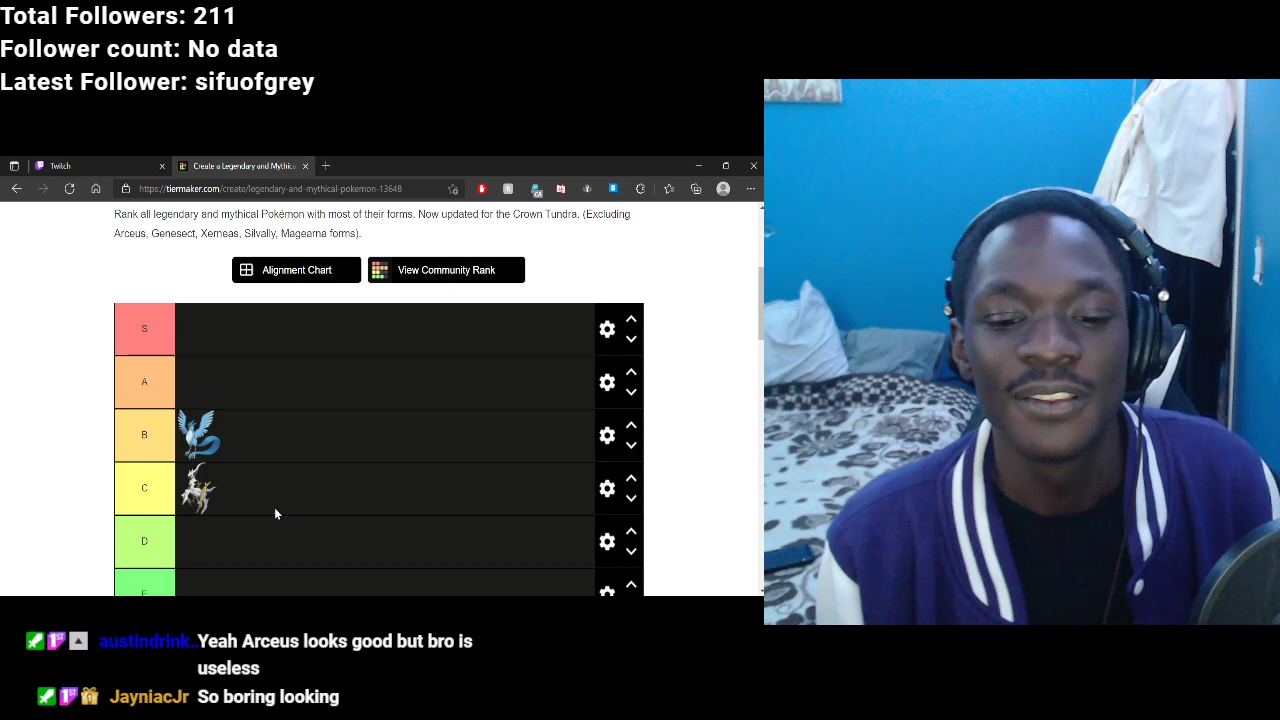 Total Followers: 211
Follower count: No data
Latest Follower: sifuofgrey
Twitch
Create a Legendary and Mythica
https://tiermaker.com/create/legendary-and-mythical-pokemon-13648
Rank all legendary and mythical Pokémon with most of their forms. Now updated for the Crown Tundra. (Excluding
Arceus, Genesect, Xerneas, Silvally, Magearna forms).
Alignment Chart
View Community Rank
S
A
B
C
D
austindrink..Yeah Arceus looks good but bro is
useless
JayniacJr So boring looking